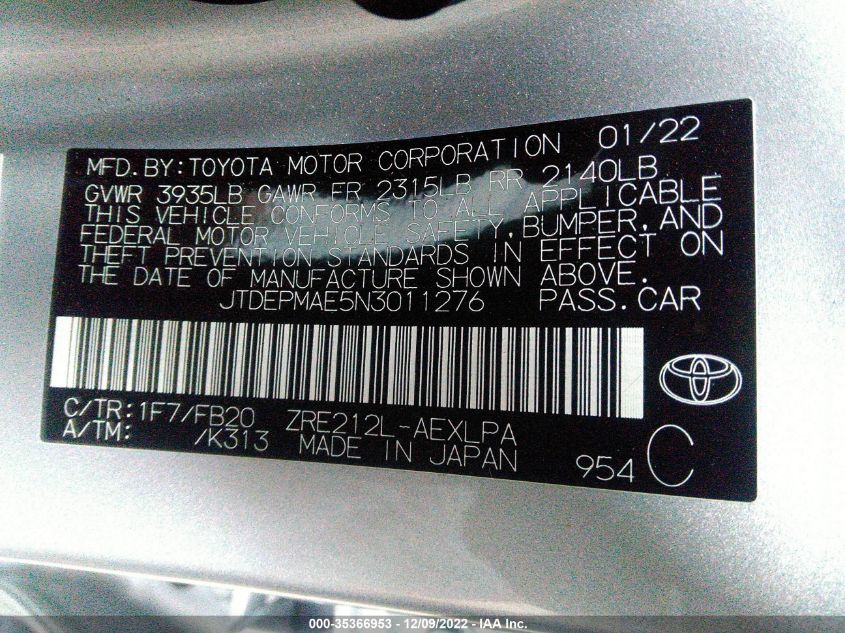 MFD.BY:TOYOTA MOTOR CORPORATION 01/22
GVWR 3935LB GAWR FR 2315LB RR 2140LB
THIS VEHICLE CONFORMS TO ALL APPLICABLE
FEDERAL MOTOR VEHICLE SAFETY,BUMPER,AND
THEFT PREVENTION STANDARDS IN EFFECT ON
THE DATE OF MANUFACTURE SHOWN ABOVE.
JTDEPMAE5N3011276 PASS.CAR
C/TR:1F7/FB20 ZRE212L-AEXLPA
A/TM: /K313 MADE IN JAPAN 954 C
000-35366953 - 12/09/2022 - IAA Inc.